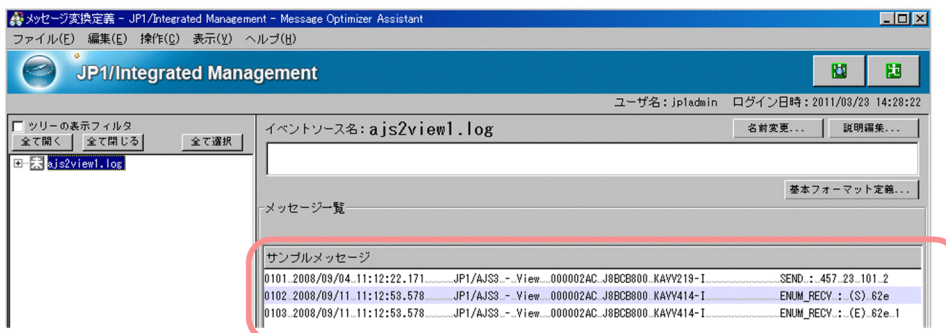 メッセージ変換定義 - JP1/Integrated Management - Message Optimizer Assistant
ファイル(F) 編集(E) 操作(C) 表示(V) ヘルプ(H)
JP1/Integrated Management
ユーザ名:jp1admin ログイン日時:2011/03/23 14:28:22
ツリーの表示フィルタ
全て開く 全て閉じる 全て選択
未 ajs2view1.log
イベントソース名:ajs2view1.log
名前変更... 説明編集...
基本フォーマット定義...
メッセージ一覧
サンプルメッセージ
0101 2008/09/04 11:12:22.171 JP1/AJS3 - View 000002AC J8BCB800 KAVV219-I SEND : 457 23 101 2
0102 2008/09/11 11:12:53.578 JP1/AJS3 - View 000002AC J8BCB800 KAVV414-I ENUM_RECV : (S) 62e
0103 2008/09/11 11:12:53.578 JP1/AJS3 - View 000002AC J8BCB800 KAVV414-I ENUM_RECV : (E) 62e 1